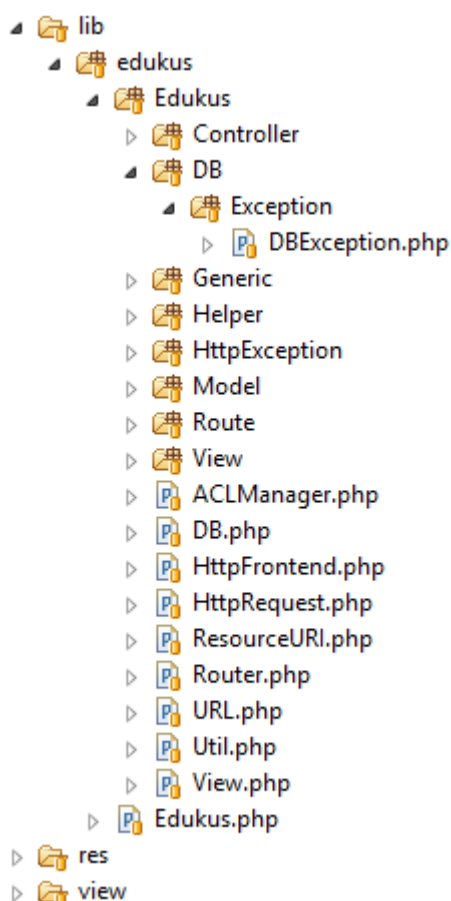 lib
edukus
Edukus
Controller
DB
Exception
DBException.php
Generic
Helper
HttpException
Model
Route
View
ACLManager.php
DB.php
HttpFrontend.php
HttpRequest.php
ResourceURI.php
Router.php
URL.php
Util.php
View.php
Edukus.php
res
view